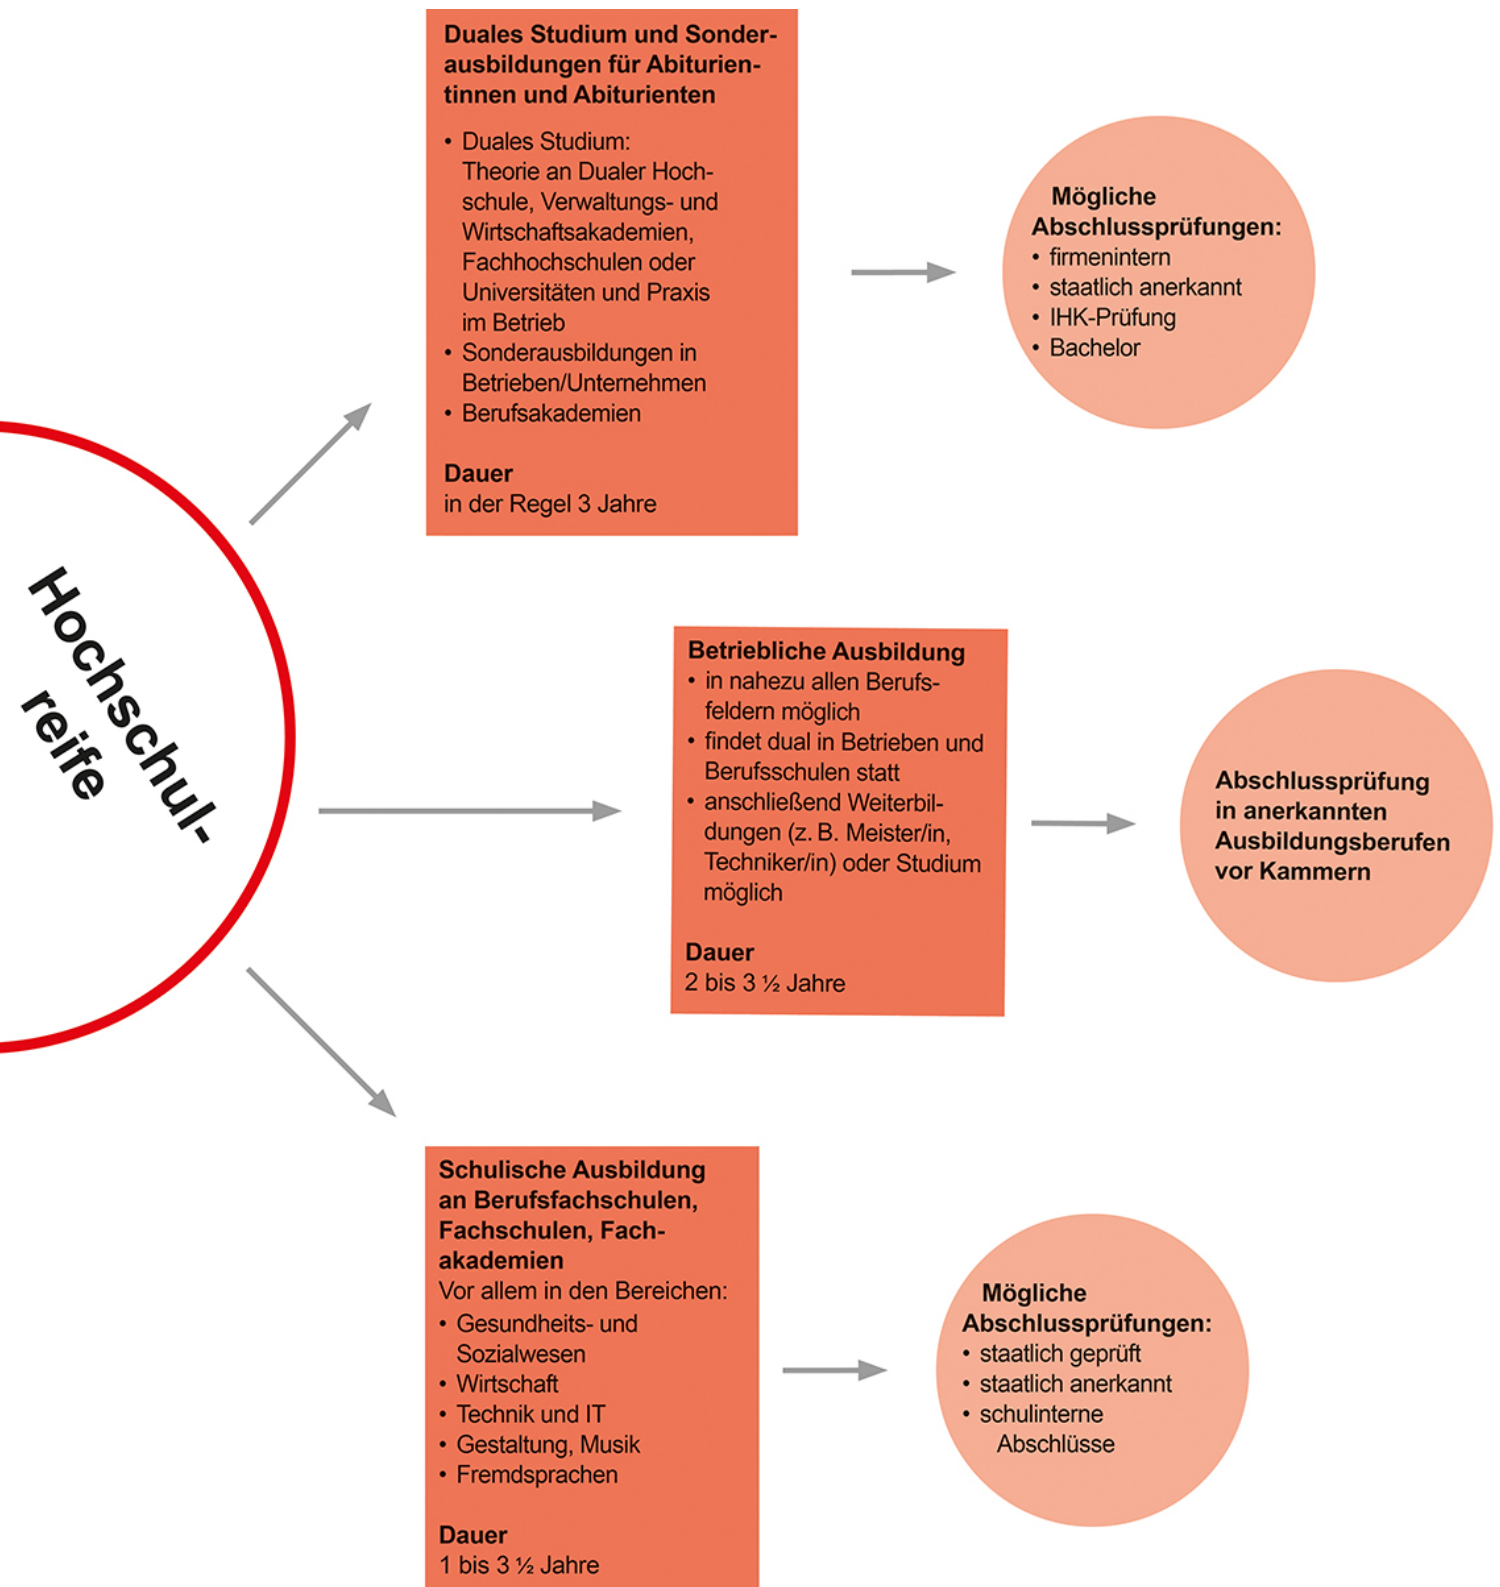 Duales Studium und Sonder-
ausbildungen für Abiturien-
tinnen und Abiturienten
• Duales Studium:
Theorie an Dualer Hoch-
schule, Verwaltungs- und
Wirtschaftsakademien,
Fachhochschulen oder
Universitäten und Praxis
im Betrieb
• Sonderausbildungen in
Betrieben/Unternehmen
• Berufsakademien
Dauer
in der Regel 3 Jahre
Mögliche
Abschlussprüfungen:
• firmenintern
• staatlich anerkannt
• IHK-Prüfung
• Bachelor
Hochschul-
reife
Betriebliche Ausbildung
• in nahezu allen Berufs-
feldern möglich
• findet dual in Betrieben und
Berufsschulen statt
• anschließend Weiterbil-
dungen (z. B. Meister/in,
Techniker/in) oder Studium
möglich
Dauer
2 bis 3 ½ Jahre
Abschlussprüfung
in anerkannten
Ausbildungsberufen
vor Kammern
Schulische Ausbildung
an Berufsfachschulen,
Fachschulen, Fach-
akademien
Vor allem in den Bereichen:
• Gesundheits- und
Sozialwesen
• Wirtschaft
• Technik und IT
• Gestaltung, Musik
• Fremdsprachen
Dauer
1 bis 3 ½ Jahre
Mögliche
Abschlussprüfungen:
• staatlich geprüft
• staatlich anerkannt
• schulinterne
Abschlüsse